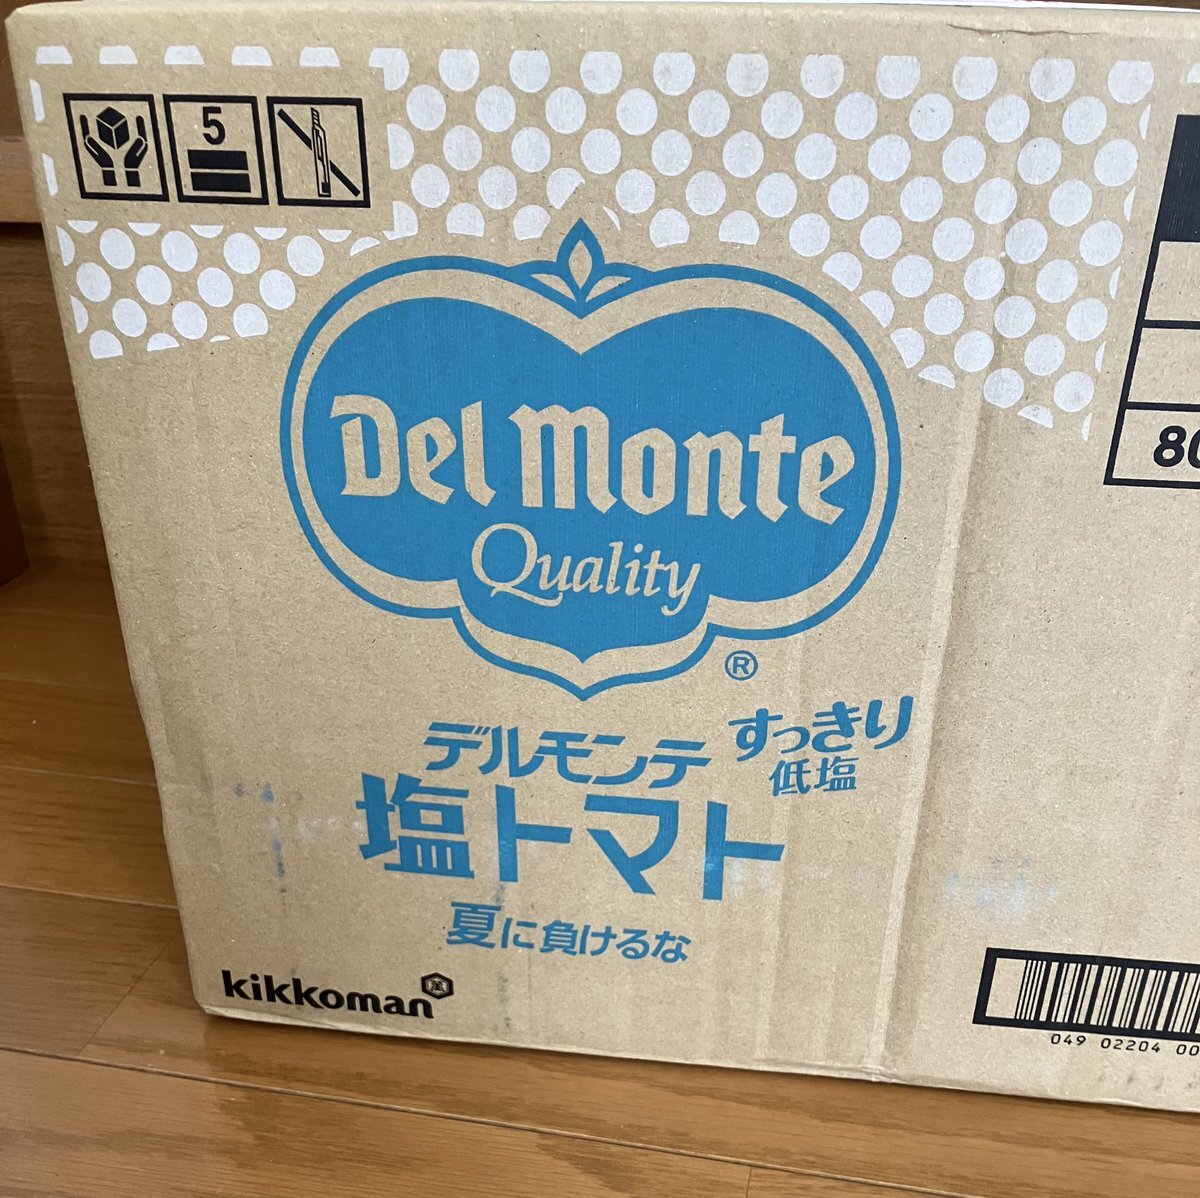 5
Del Monte
Quality
®
デルモンテ
すっきり
低塩
塩トマト
夏に負けるな
kikkoman
80
049 02204 00